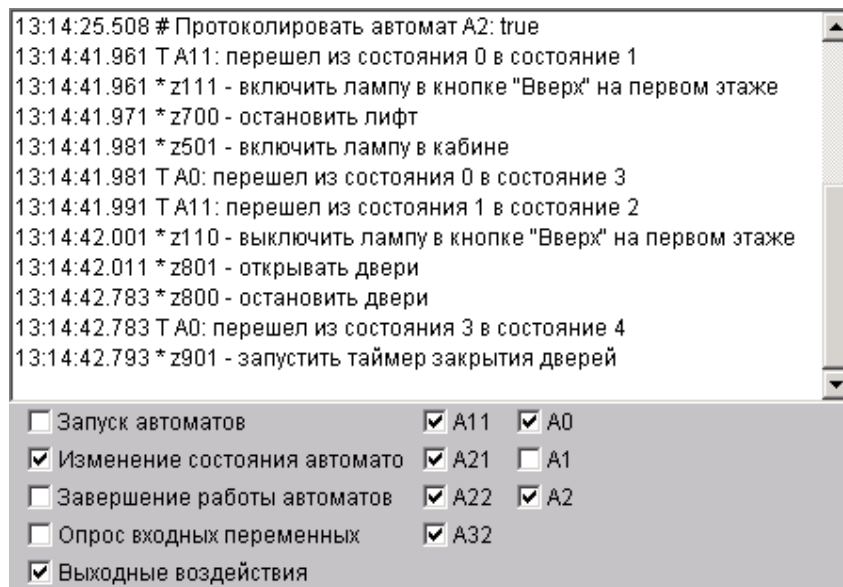 13:14:25.508 # Протоколировать автомат A2: true
13:14:41.961 T A11: перешел из состояния 0 в состояние 1
13:14:41.961 * z111 - включить лампу в кнопке "Вверх" на первом этаже
13:14:41.971 * z700 - остановить лифт
13:14:41.981 * z501 - включить лампу в кабине
13:14:41.981 T A0: перешел из состояния 0 в состояние 3
13:14:41.991 T A11: перешел из состояния 1 в состояние 2
13:14:42.001 * z110 - выключить лампу в кнопке "Вверх" на первом этаже
13:14:42.011 * z801 - открывать двери
13:14:42.783 * z800 - остановить двери
13:14:42.783 T A0: перешел из состояния 3 в состояние 4
13:14:42.793 * z901 - запустить таймер закрытия дверей
Запуск автоматов A11 A0
Изменение состояния автомато A21 A1
Завершение работы автоматов A22 A2
Опрос входных переменных A32
Выходные воздействия